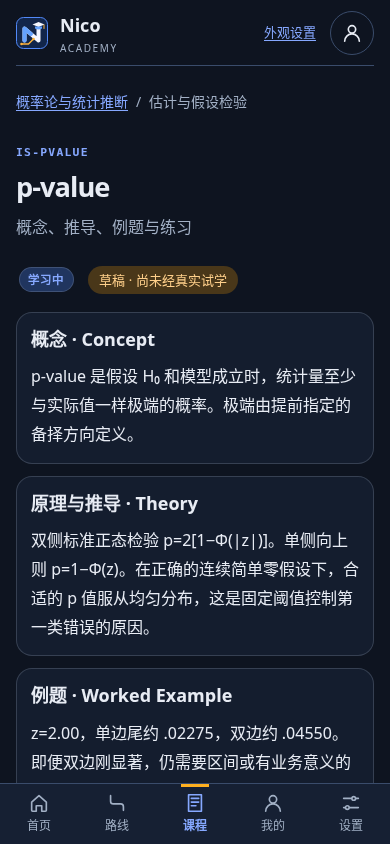 Nico
ACADEMY
外观设置
概率论与统计推断 / 估计与假设检验
IS-PVALUE
p-value
概念、推导、例题与练习
学习中
草稿 · 尚未经真实试学
概念 · Concept
p-value 是假设 H₀ 和模型成立时，统计量至少
与实际值一样极端的概率。极端由提前指定的
备择方向定义。
原理与推导 · Theory
双侧标准正态检验 p=2[1−Φ(|z|)]。单侧向上
则 p=1−Φ(z)。在正确的连续简单零假设下，合
适的 p 值服从均匀分布，这是固定阈值控制第
一类错误的原因。
例题 · Worked Example
z=2.00，单边尾约 .02275，双边约 .04550。
即便双边刚显著，仍需要区间或有业务意义的
首页
路线
课程
我的
设置